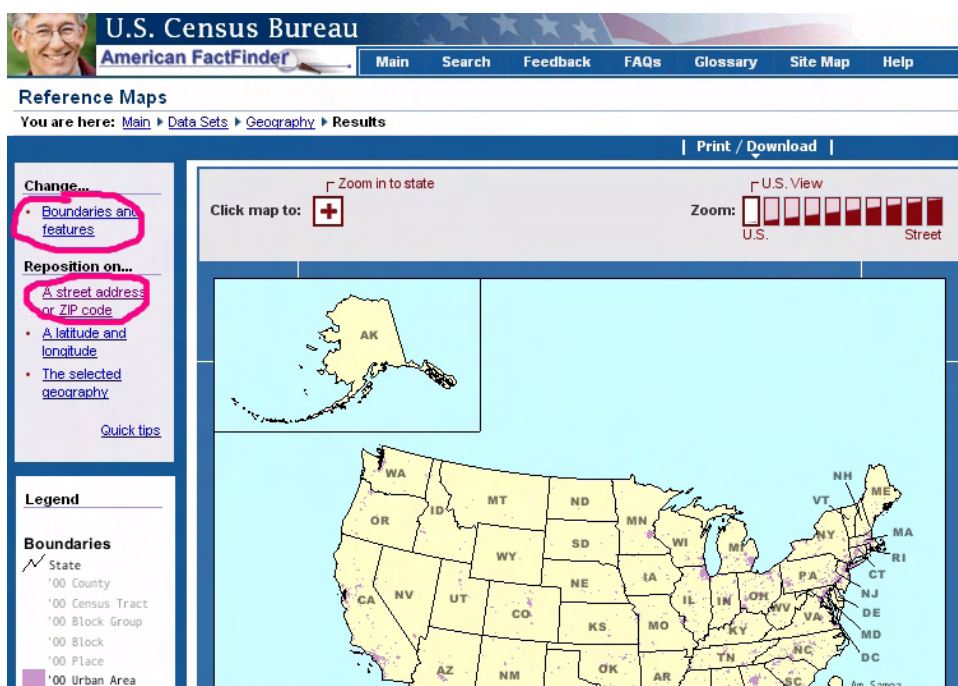 U.S. Census Bureau
American FactFinder
Main Search Feedback FAQs Glossary Site Map Help
Reference Maps
You are here: Main Data Sets Geography Results
| Print / Download |
Change...
Boundaries and
features
Reposition on...
A street address
or ZIP code
A latitude and
longitude
The selected
geography
Quick tips
Legend
Boundaries
State
'00 County
'00 Census Tract
'00 Block Group
'00 Block
'00 Place
'00 Urban Area
Zoom in to state
Click map to:
U.S. View
Zoom:
U.S. Street
AK
WA MT ND MN WI MI VT NH ME
OR ID WY SD IA NY MA
RI
CT
NJ
CA NV UT CO NE IL IN OH PA
DE
KS MO KY WV VA MD
DC
AZ NM OK AR TN NC
SC
Am Samoa